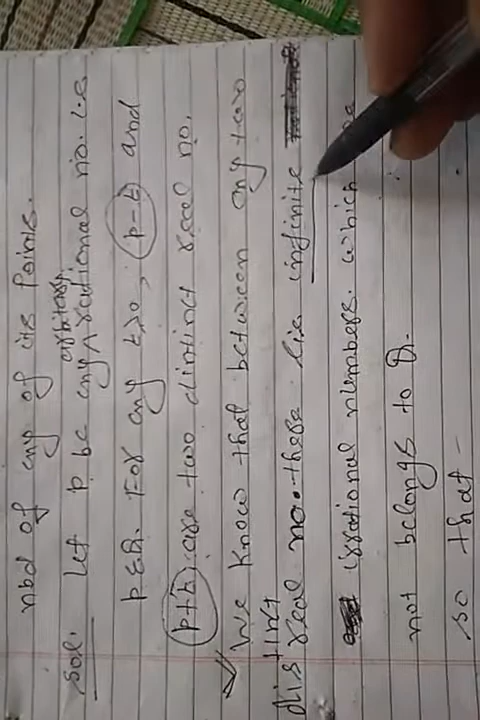 nbd of any of its points.
Sol. Let p be any arbitrary rational no. i.e
p∈Q. For any ε>0, p-ε and
p+ε are two distinct real no.
We know that between any two
distint real no. there lie infinite
irrational numbers. which
not belongs to Q.
so that -